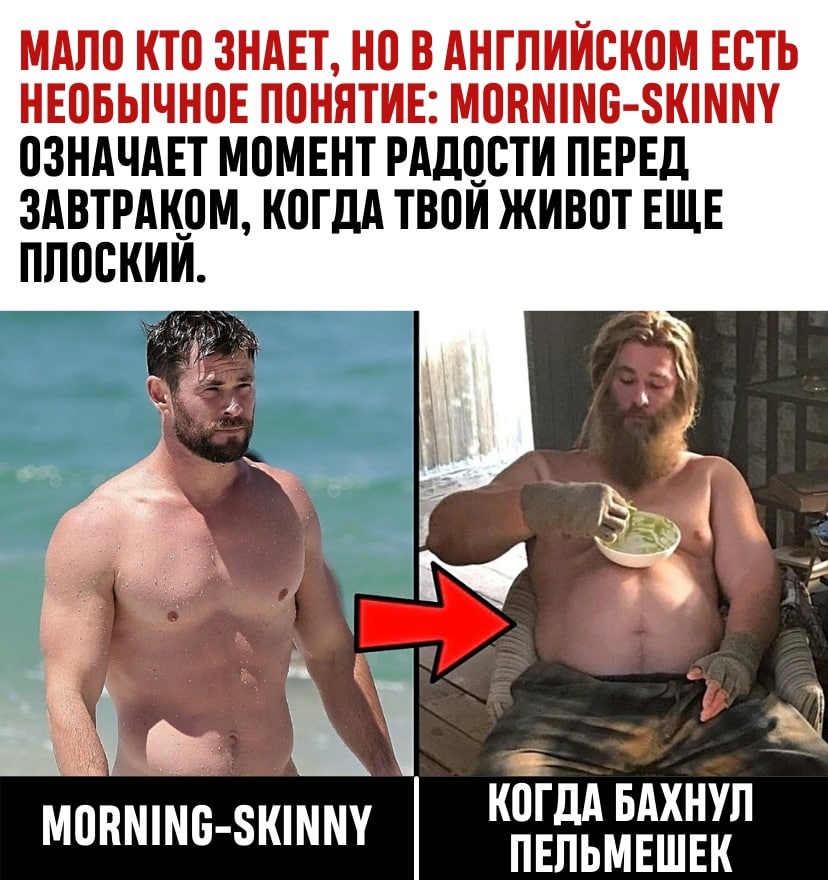 МАЛО КТО ЗНАЕТ, НО В АНГЛИЙСКОМ ЕСТЬ
НЕОБЫЧНОЕ ПОНЯТИЕ: MORNING-SKINNY
ОЗНАЧАЕТ МОМЕНТ РАДОСТИ ПЕРЕД
ЗАВТРАКОМ, КОГДА ТВОЙ ЖИВОТ ЕЩЕ
ПЛОСКИЙ.
MORNING-SKINNY
КОГДА БАХНУЛ
ПЕЛЬМЕШЕК